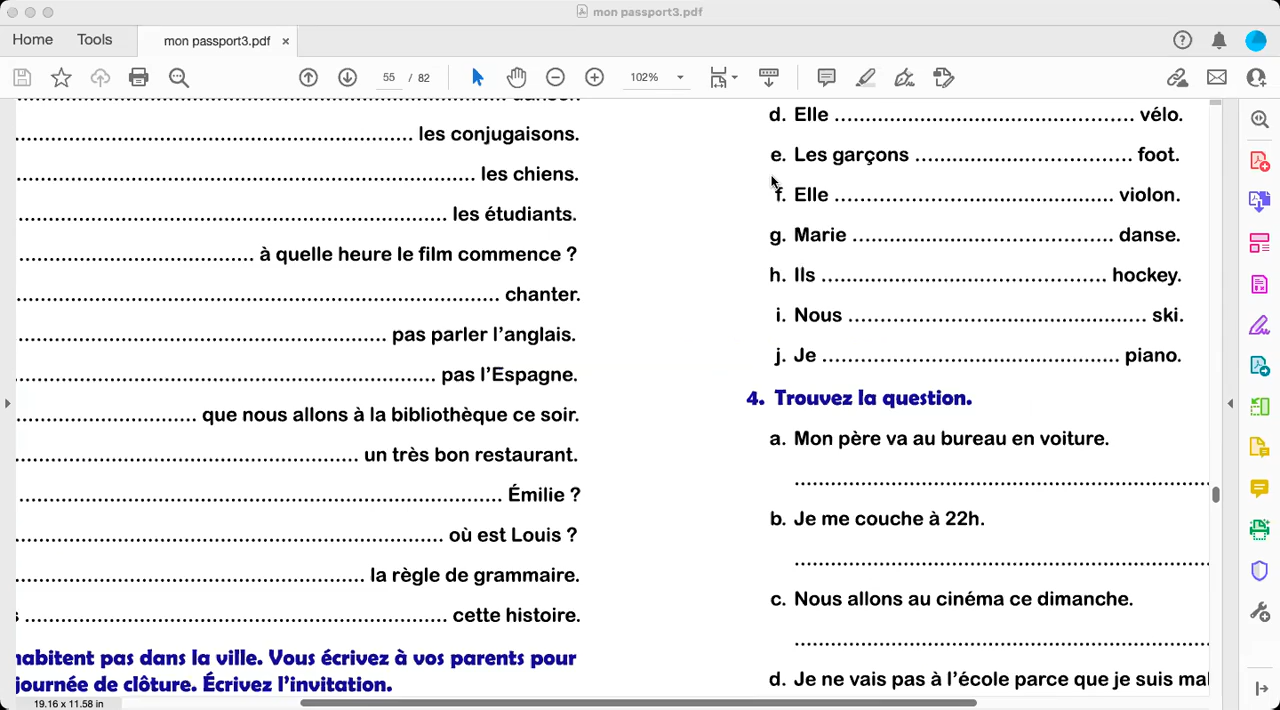 mon passport3.pdf
Home Tools mon passport3.pdf ×
55 / 82 102%
les conjugaisons.
les chiens.
les étudiants.
à quelle heure le film commence ?
chanter.
pas parler l'anglais.
pas l'Espagne.
que nous allons à la bibliothèque ce soir.
un très bon restaurant.
Émilie ?
où est Louis ?
la règle de grammaire.
cette histoire.
habitent pas dans la ville. Vous écrivez à vos parents pour
journée de clôture. Écrivez l'invitation.
d. Elle ............................................. vélo.
e. Les garçons ................................. foot.
f. Elle .......................................... violon.
g. Marie ....................................... danse.
h. Ils ........................................... hockey.
i. Nous ............................................. ski.
j. Je ............................................. piano.
4. Trouvez la question.
a. Mon père va au bureau en voiture.
b. Je me couche à 22h.
c. Nous allons au cinéma ce dimanche.
d. Je ne vais pas à l'école parce que je suis mal
19.16 x 11.58 in